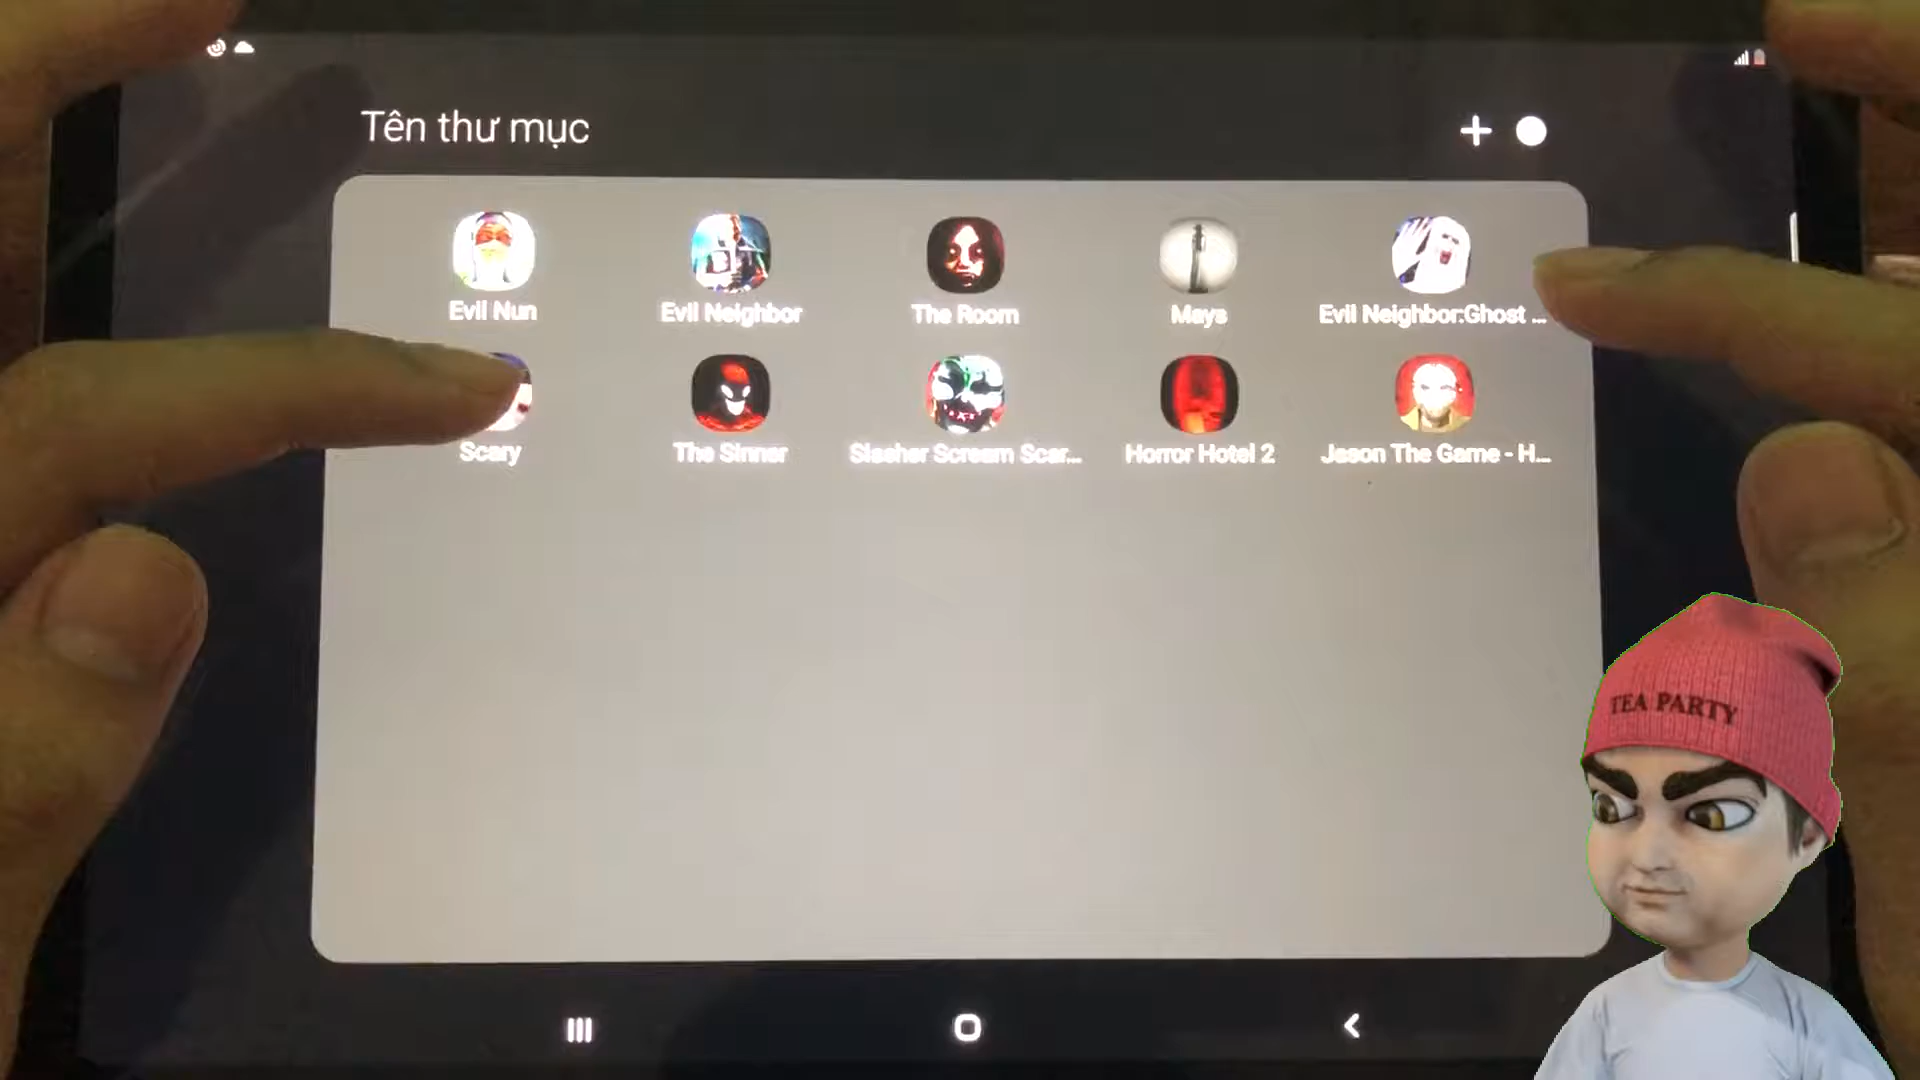 Tên thư mục
Evil Nun
Evil Neighbor
The Room
Mays
Evil Neighbor:Ghost ...
Scary
The Sinner
Slasher Scream Scar...
Horror Hotel 2
Jason The Game - H...
TEA PARTY